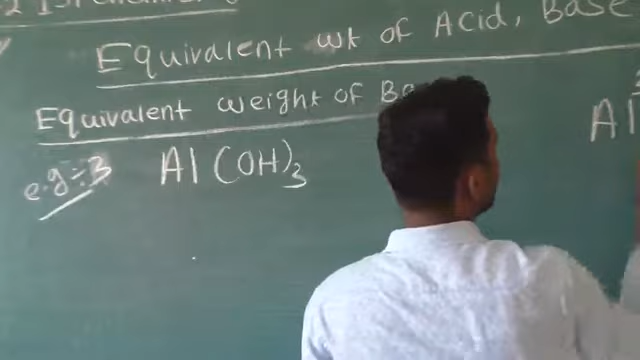 Equivalent wt of Acid, Base
Equivalent weight of Ba
e.g÷3 Al(OH)3
Al